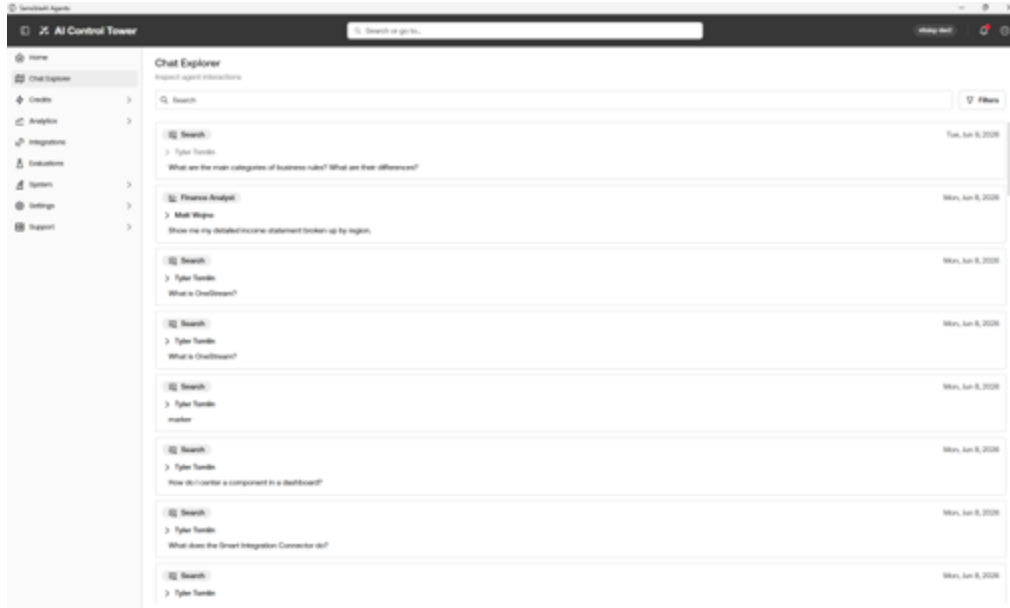 SensibleAI Agents
AI Control Tower
Search or go to...
Home
Chat Explorer
Credits
Analytics
Integrations
Evaluations
System
Settings
Support
Chat Explorer
Inspect agent interactions
Search
Filters
Search
Tue, Jun 9, 2026
Tyler Tomlin
What are the main categories of business rules? What are their differences?
Finance Analyst
Mon, Jun 8, 2026
Matt Wojno
Show me my detailed income statement broken up by region.
Search
Mon, Jun 8, 2026
Tyler Tomlin
What is OneStream?
Search
Mon, Jun 8, 2026
Tyler Tomlin
What is OneStream?
Search
Mon, Jun 8, 2026
Tyler Tomlin
marker
Search
Mon, Jun 8, 2026
Tyler Tomlin
How do I center a component in a dashboard?
Search
Mon, Jun 8, 2026
Tyler Tomlin
What does the Smart Integration Connector do?
Search
Mon, Jun 8, 2026
Tyler Tomlin